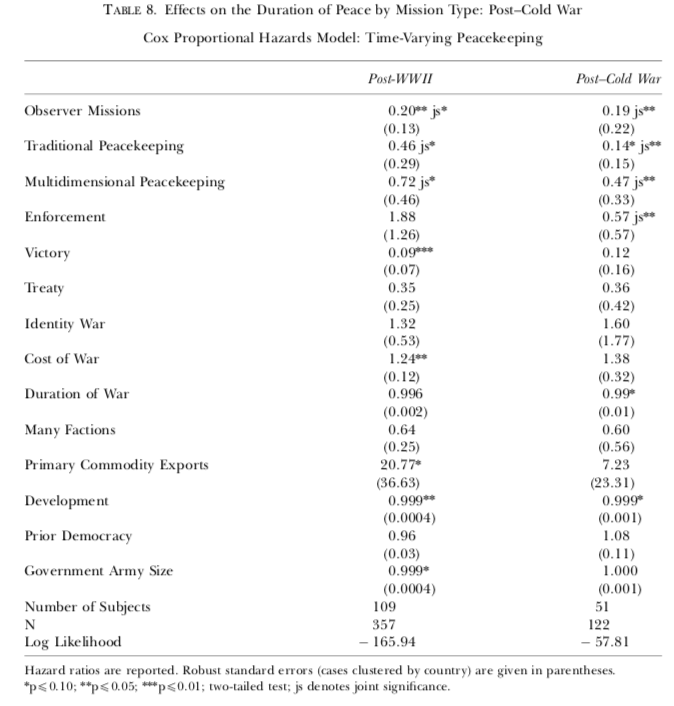 TABLE 8. Effects on the Duration of Peace by Mission Type: Post–Cold War
Cox Proportional Hazards Model: Time-Varying Peacekeeping
Post-WWII Post–Cold War
Observer Missions 0.20** js* 0.19 js**
(0.13) (0.22)
Traditional Peacekeeping 0.46 js* 0.14* js**
(0.29) (0.15)
Multidimensional Peacekeeping 0.72 js* 0.47 js**
(0.46) (0.33)
Enforcement 1.88 0.57 js**
(1.26) (0.57)
Victory 0.09*** 0.12
(0.07) (0.16)
Treaty 0.35 0.36
(0.25) (0.42)
Identity War 1.32 1.60
(0.53) (1.77)
Cost of War 1.24** 1.38
(0.12) (0.32)
Duration of War 0.996 0.99*
(0.002) (0.01)
Many Factions 0.64 0.60
(0.25) (0.56)
Primary Commodity Exports 20.77* 7.23
(36.63) (23.31)
Development 0.999** 0.999*
(0.0004) (0.001)
Prior Democracy 0.96 1.08
(0.03) (0.11)
Government Army Size 0.999* 1.000
(0.0004) (0.001)
Number of Subjects 109 51
N 357 122
Log Likelihood – 165.94 – 57.81
Hazard ratios are reported. Robust standard errors (cases clustered by country) are given in parentheses.
*p⩽0.10; **p⩽0.05; ***p⩽0.01; two-tailed test; js denotes joint significance.